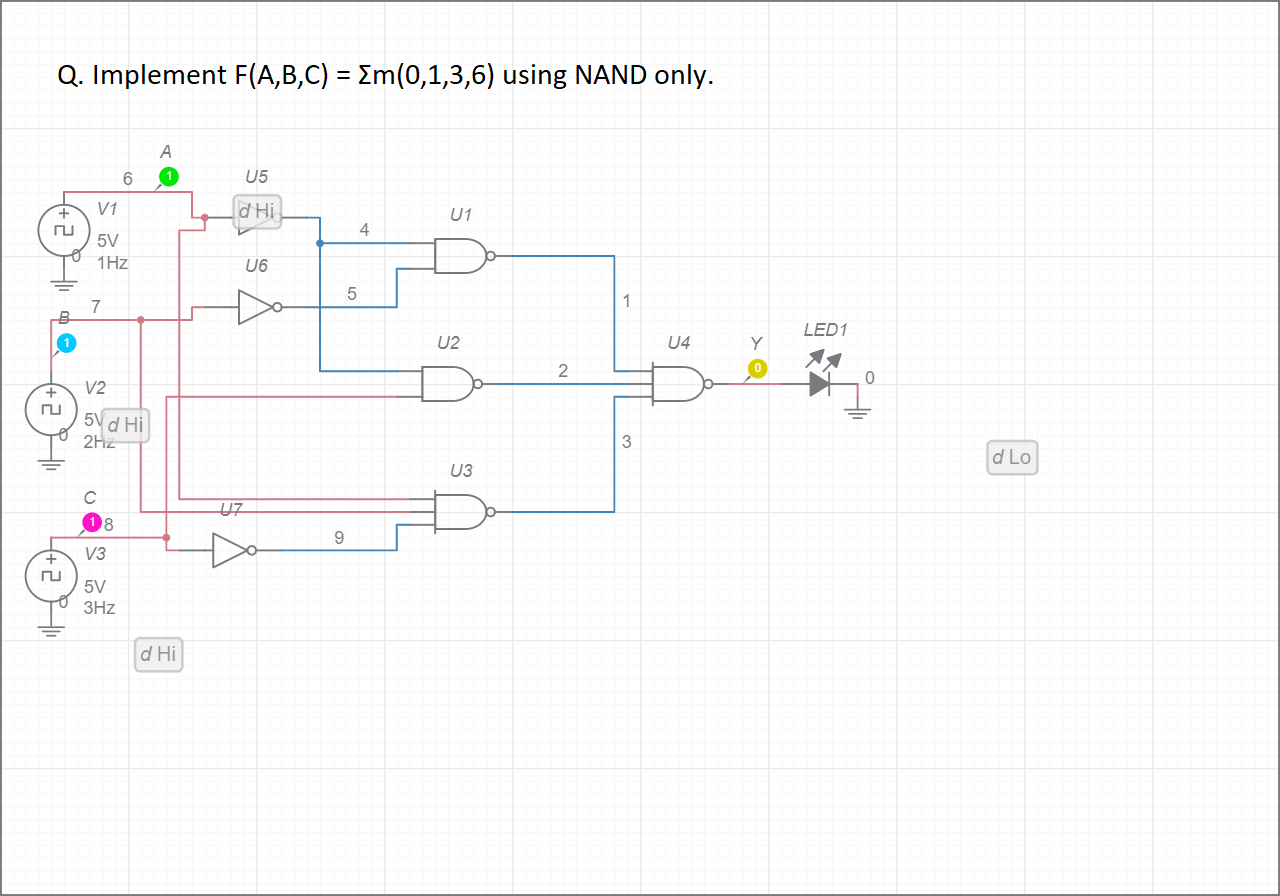 Q. Implement F(A,B,C) = Σm(0,1,3,6) using NAND only.
A
6
1
U5
V1
d Hi
U1
5V
4
0
1Hz
U6
7
5
1
B
1
LED1
U2
U4
Y
2
0
0
V2
5V
d Hi
0
2Hz
3
d Lo
U3
C
1
8
U7
9
V3
5V
0
3Hz
d Hi